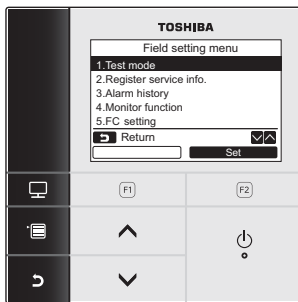 TOSHIBA
Field setting menu
1.Test mode
2.Register service info.
3.Alarm history
4.Monitor function
5.FC setting
Return
Set
F1
F2